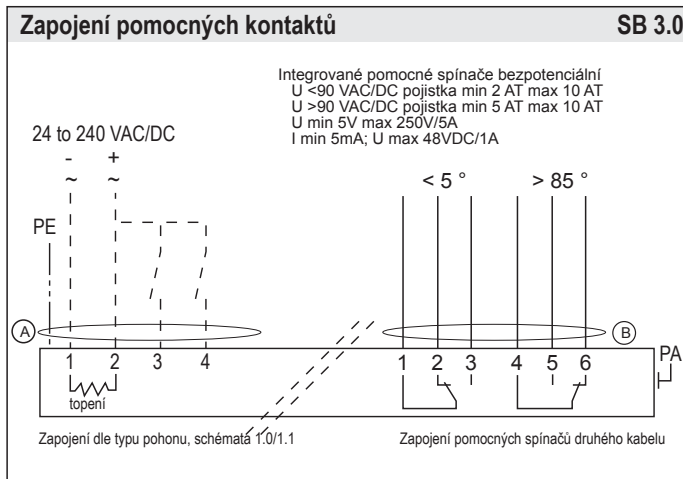 Zapojení pomocných kontaktů SB 3.0
Integrované pomocné spínače bezpotenciální
U <90 VAC/DC pojistka min 2 AT max 10 AT
U >90 VAC/DC pojistka min 5 AT max 10 AT
U min 5V max 250V/5A
I min 5mA; U max 48VDC/1A
24 to 240 VAC/DC
- +
~ ~
< 5 ° > 85 °
PE
A B
1 2 3 4 1 2 3 4 5 6 PA
topení
Zapojení dle typu pohonu, schémata 1.0/1.1 Zapojení pomocných spínačů druhého kabelu